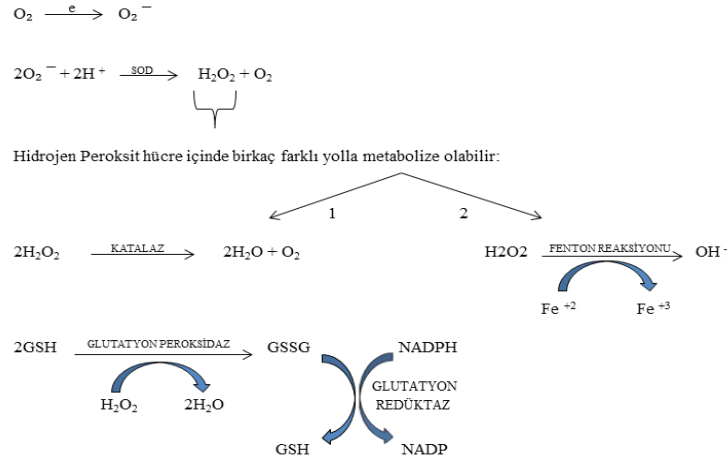 O₂ e O₂⁻
2O₂⁻ + 2H⁺ SOD H₂O₂ + O₂
Hidrojen Peroksit hücre içinde birkaç farklı yolla metabolize olabilir:
1 2
2H₂O₂ KATALAZ 2H₂O + O₂
H2O2 FENTON REAKSİYONU OH⁻
Fe⁺² Fe⁺³
2GSH GLUTATYON PEROKSİDAZ GSSG NADPH
H₂O₂ 2H₂O
GLUTATYON
REDÜKTAZ
GSH NADP